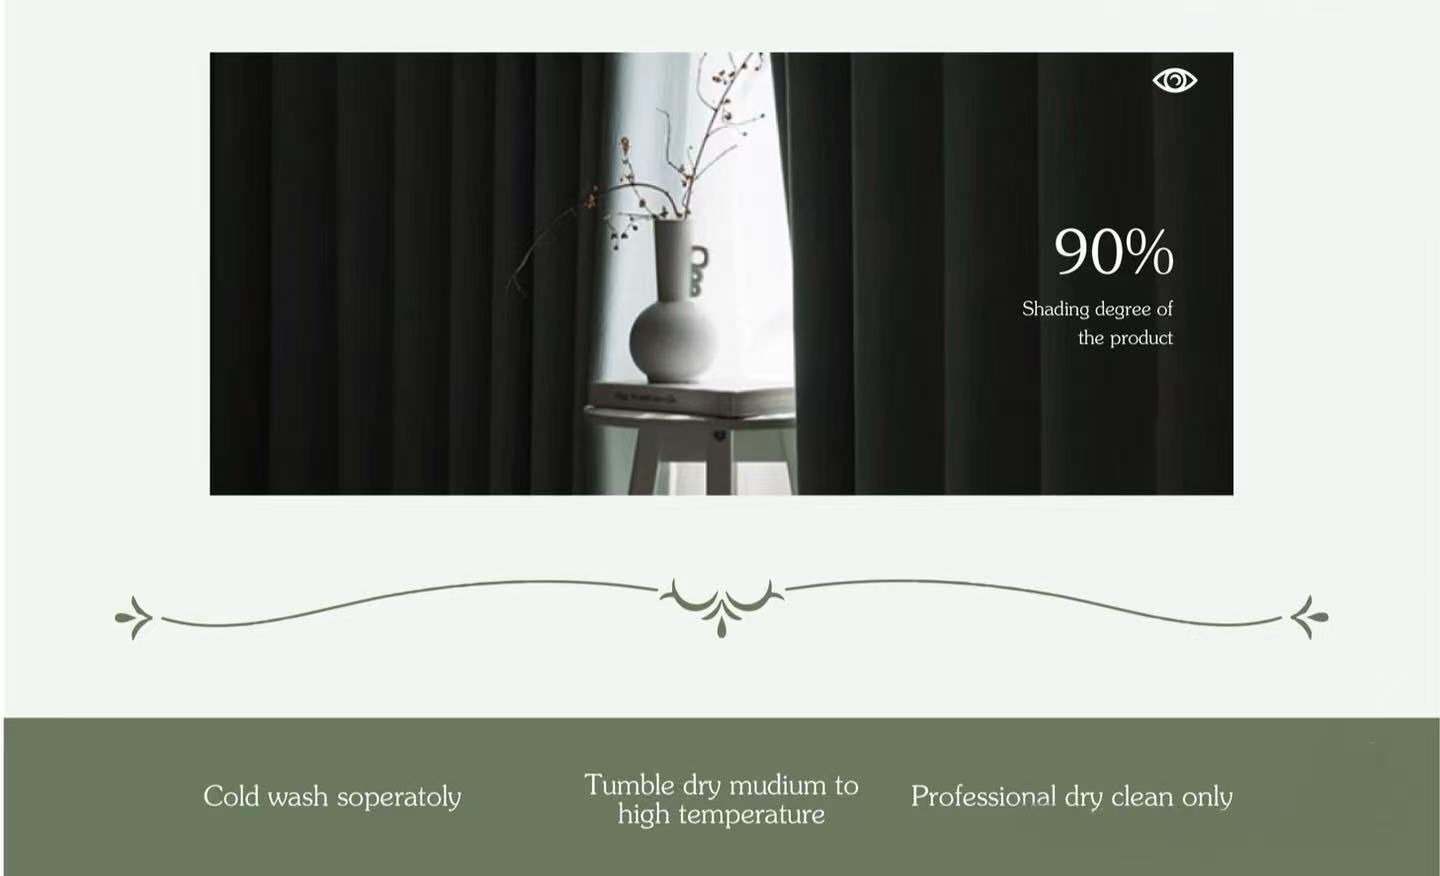 90%
Shading degree of
the product
Cold wash soperatoly
Tumble dry mudium to
high temperature
Professional dry clean only